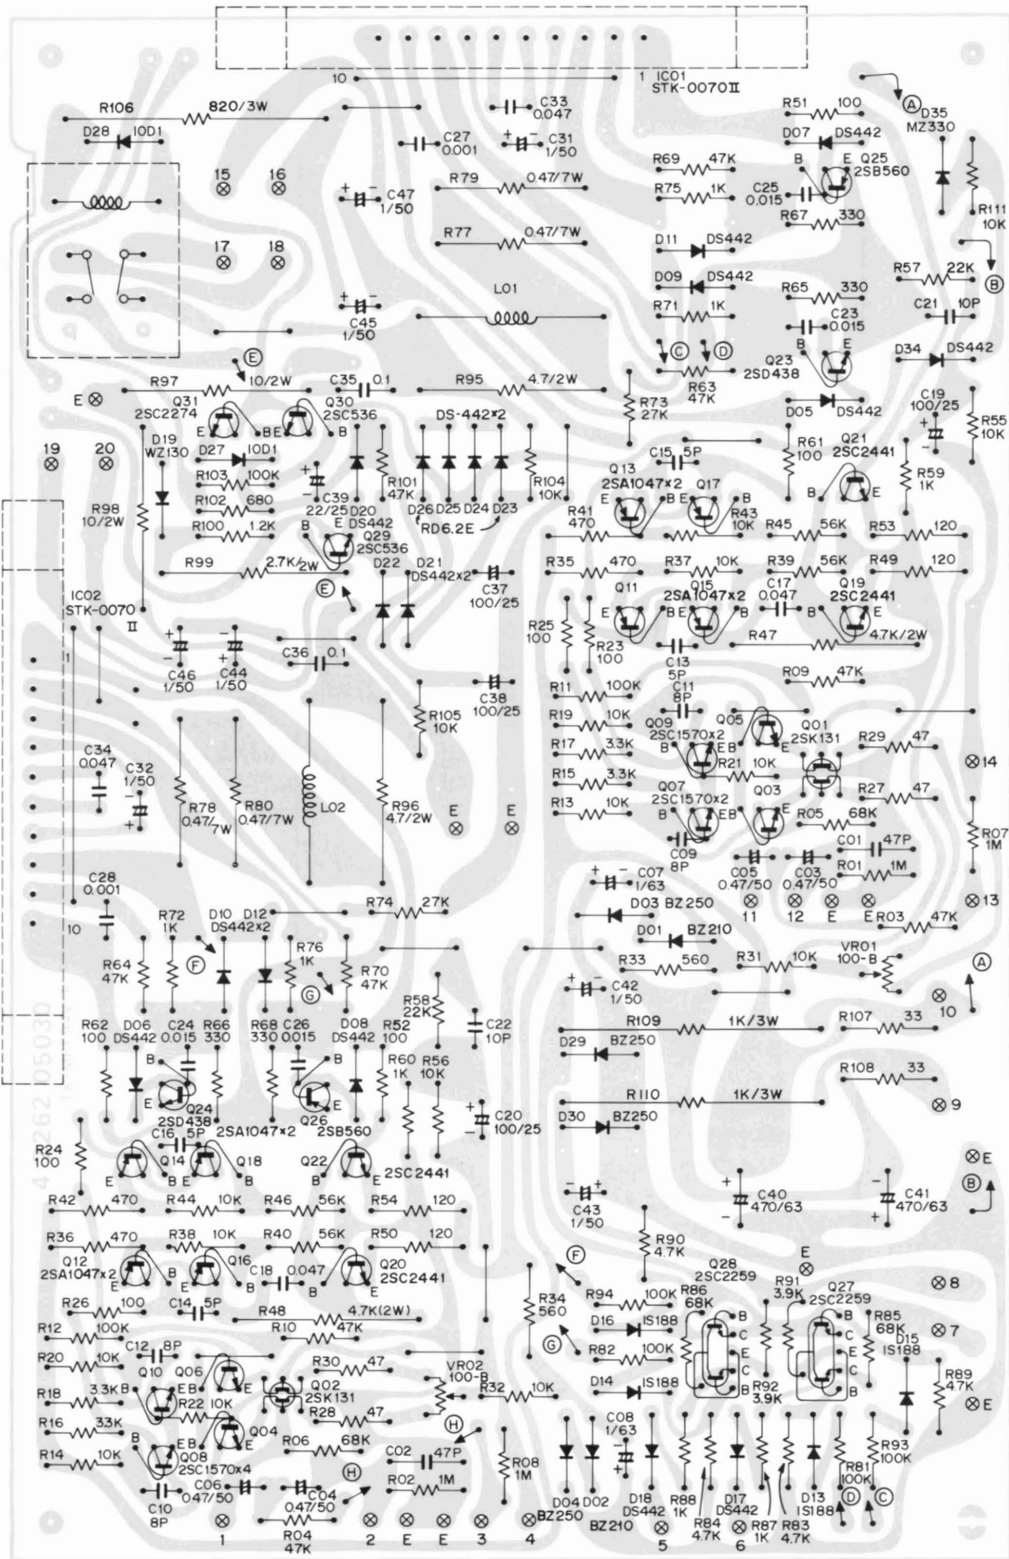 10 1 IC01
STK-0070II
R106 820/3W
D28 10D1
C33
0.047
C27
0.001
C31
1/50
R51 100
D07 DS442
A
D35
MZ330
Q25
2SB560
B E
15 16
17 18
C47
1/50
R79 0.47/7W
R77 0.47/7W
R69 47K
R75 1K
C25
0.015
R67 330
R111
10K
B
D11 DS442
D09 DS442
R71 1K
R57 22K
R65 330
C21 10P
C23
0.015
L01
C45
1/50
C D
R63
47K
B E
Q23
2SD438
D34 DS442
E
R97 10/2W
C35 0.1
R95 4.7/2W
R73
27K
D05 DS442
C19
100/25
R55
10K
E
Q31
2SC2274
Q30
2SC536
E B E B
DS-442×2
19 20
D19
WZ130
D27 10D1
R103 100K
R102 680
R100 1.2K
R98
10/2W
C39
22/25
D20
DS442
R101
47K
D26 D25 D24 D23
RD6.2E
R104
10K
C15 5P
R61
100
Q21
2SC2441
R59
1K
Q13
2SA1047×2
Q17
B E
E B E B
R41
470
R43
10K
R45 56K
R53 120
B E
Q29
2SC536
R99 2.7K/
2W
D22
D21
DS442×2
E
C37
100/25
R35 470
R37 10K
R39 56K
R49 120
Q11
Q15
2SA1047×2
C17
0.047
Q19
2SC2441
E B E B
B E
IC02
STK-0070
II
1
R25
100
R23
100
R47 4.7K/2W
C13
5P
C46
1/50
C44
1/50
C36 0.1
C38
100/25
R105
10K
R09 47K
R11 100K
R19 10K
R17 3.3K
R15 3.3K
R13 10K
C11
8P
Q09
2SC1570×2
Q05
Q01
2SK131
B EB E
R21 10K
R29 47
14
C34
0.047
C32
1/50
R78
0.47/
7W
R80
0.47/
7W
L02
R96
4.7/2W
E E
Q07
2SC1570×2
Q03
B EB E
R27 47
R05 68K
R07
1M
C09
8P
C05
0.47/50
C03
0.47/50
C01 47P
R01 1M
C07
1/63
C28
0.001
10
R72
1K
D10 D12
DS442×2
R74 27K
D03 BZ250
D01 BZ210
11 12 E E 13
R03 47K
VR01
100-B
A
R64
47K
F
R76
1K
G
R70
47K
R33 560
R31 10K
R58
22K
C42
1/50
10
C22
10P
R62
100
D06
DS442
C24
0.015
R66
330
R68
330
C26
0.015
D08
DS442
R52
100
R60
1K
R56
10K
R109 1K/3W
R107 33
D29 BZ250
R108 33
R110 1K/3W
9
D30 BZ250
B E
Q24
2SD438
B E
Q26
2SB560
2SA1047×2
C20
100/25
R24
100
C16 5P
Q14
Q18
Q22
2SC2441
E B E B B E
E
B
C43
1/50
C40
470/63
C41
470/63
R42 470
R44 10K
R46 56K
R54 120
R36 470
R38 10K
R40 56K
R50 120
R90
4.7K
Q12
2SA1047×2
Q16
C18 0.047
Q20
2SC2441
E B E B B E
F
Q28
2SC2259
E
R91
3.9K
Q27
2SC2259
8
R26 100
C14 5P
R48 4.7K(2W)
R34
560
R94 100K
R86
68K
R85
68K
R12 100K
R10 47K
D16 IS188
G
D15
IS188
7
C12 8P
R20 10K
Q10
Q06
R30 47
Q02
2SK131
VR02
100-B
R82 100K
B C E C B
B C E C B
R89
4.7K
R18 3.3K
B EB E
R22 10K
R28 47
R32 10K
D14 IS188
R92
3.9K
E
R16 33K
Q04
H
C08
1/63
R14 10K
B EB E
R06 68K
Q08
2SC1570×4
C02 47P
R08
1M
R81
100K
R93
100K
C10
8P
C06
0.47/50
C04
0.47/50
H
R02 1M
D04
BZ250
D02
BZ210
D18
DS442
R88
1K
R84
4.7K
D17
DS442
R87
1K
R83
4.7K
D13
IS188
D C
R04
47K
1 2 E E 3 4 5 6